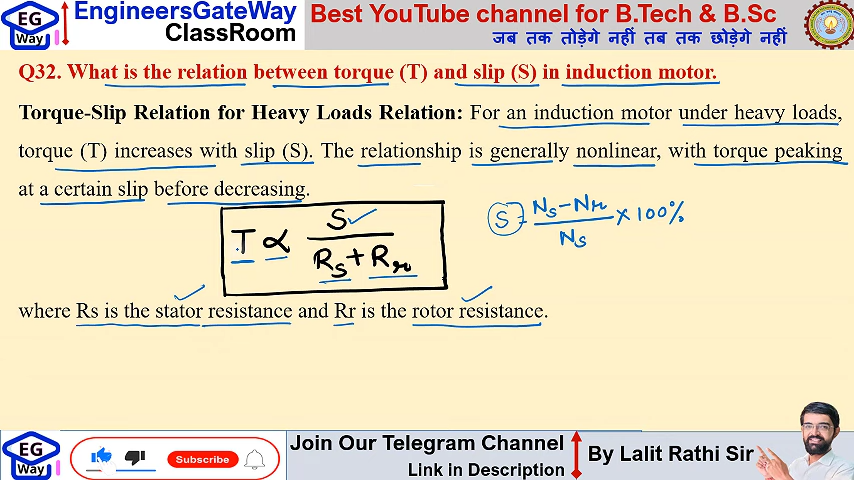 EG
Way
EngineersGateWay
ClassRoom
Best YouTube channel for B.Tech & B.Sc
जब तक तोड़ेगे नहीं तब तक छोड़ेगे नहीं
Q32. What is the relation between torque (T) and slip (S) in induction motor.
Torque-Slip Relation for Heavy Loads Relation: For an induction motor under heavy loads,
torque (T) increases with slip (S). The relationship is generally nonlinear, with torque peaking
at a certain slip before decreasing.
T ∝ S / (Rs + Rr)
S = (Ns - Nr) / Ns × 100%
where Rs is the stator resistance and Rr is the rotor resistance.
EG
Way
Subscribe
Join Our Telegram Channel
Link in Description
By Lalit Rathi Sir